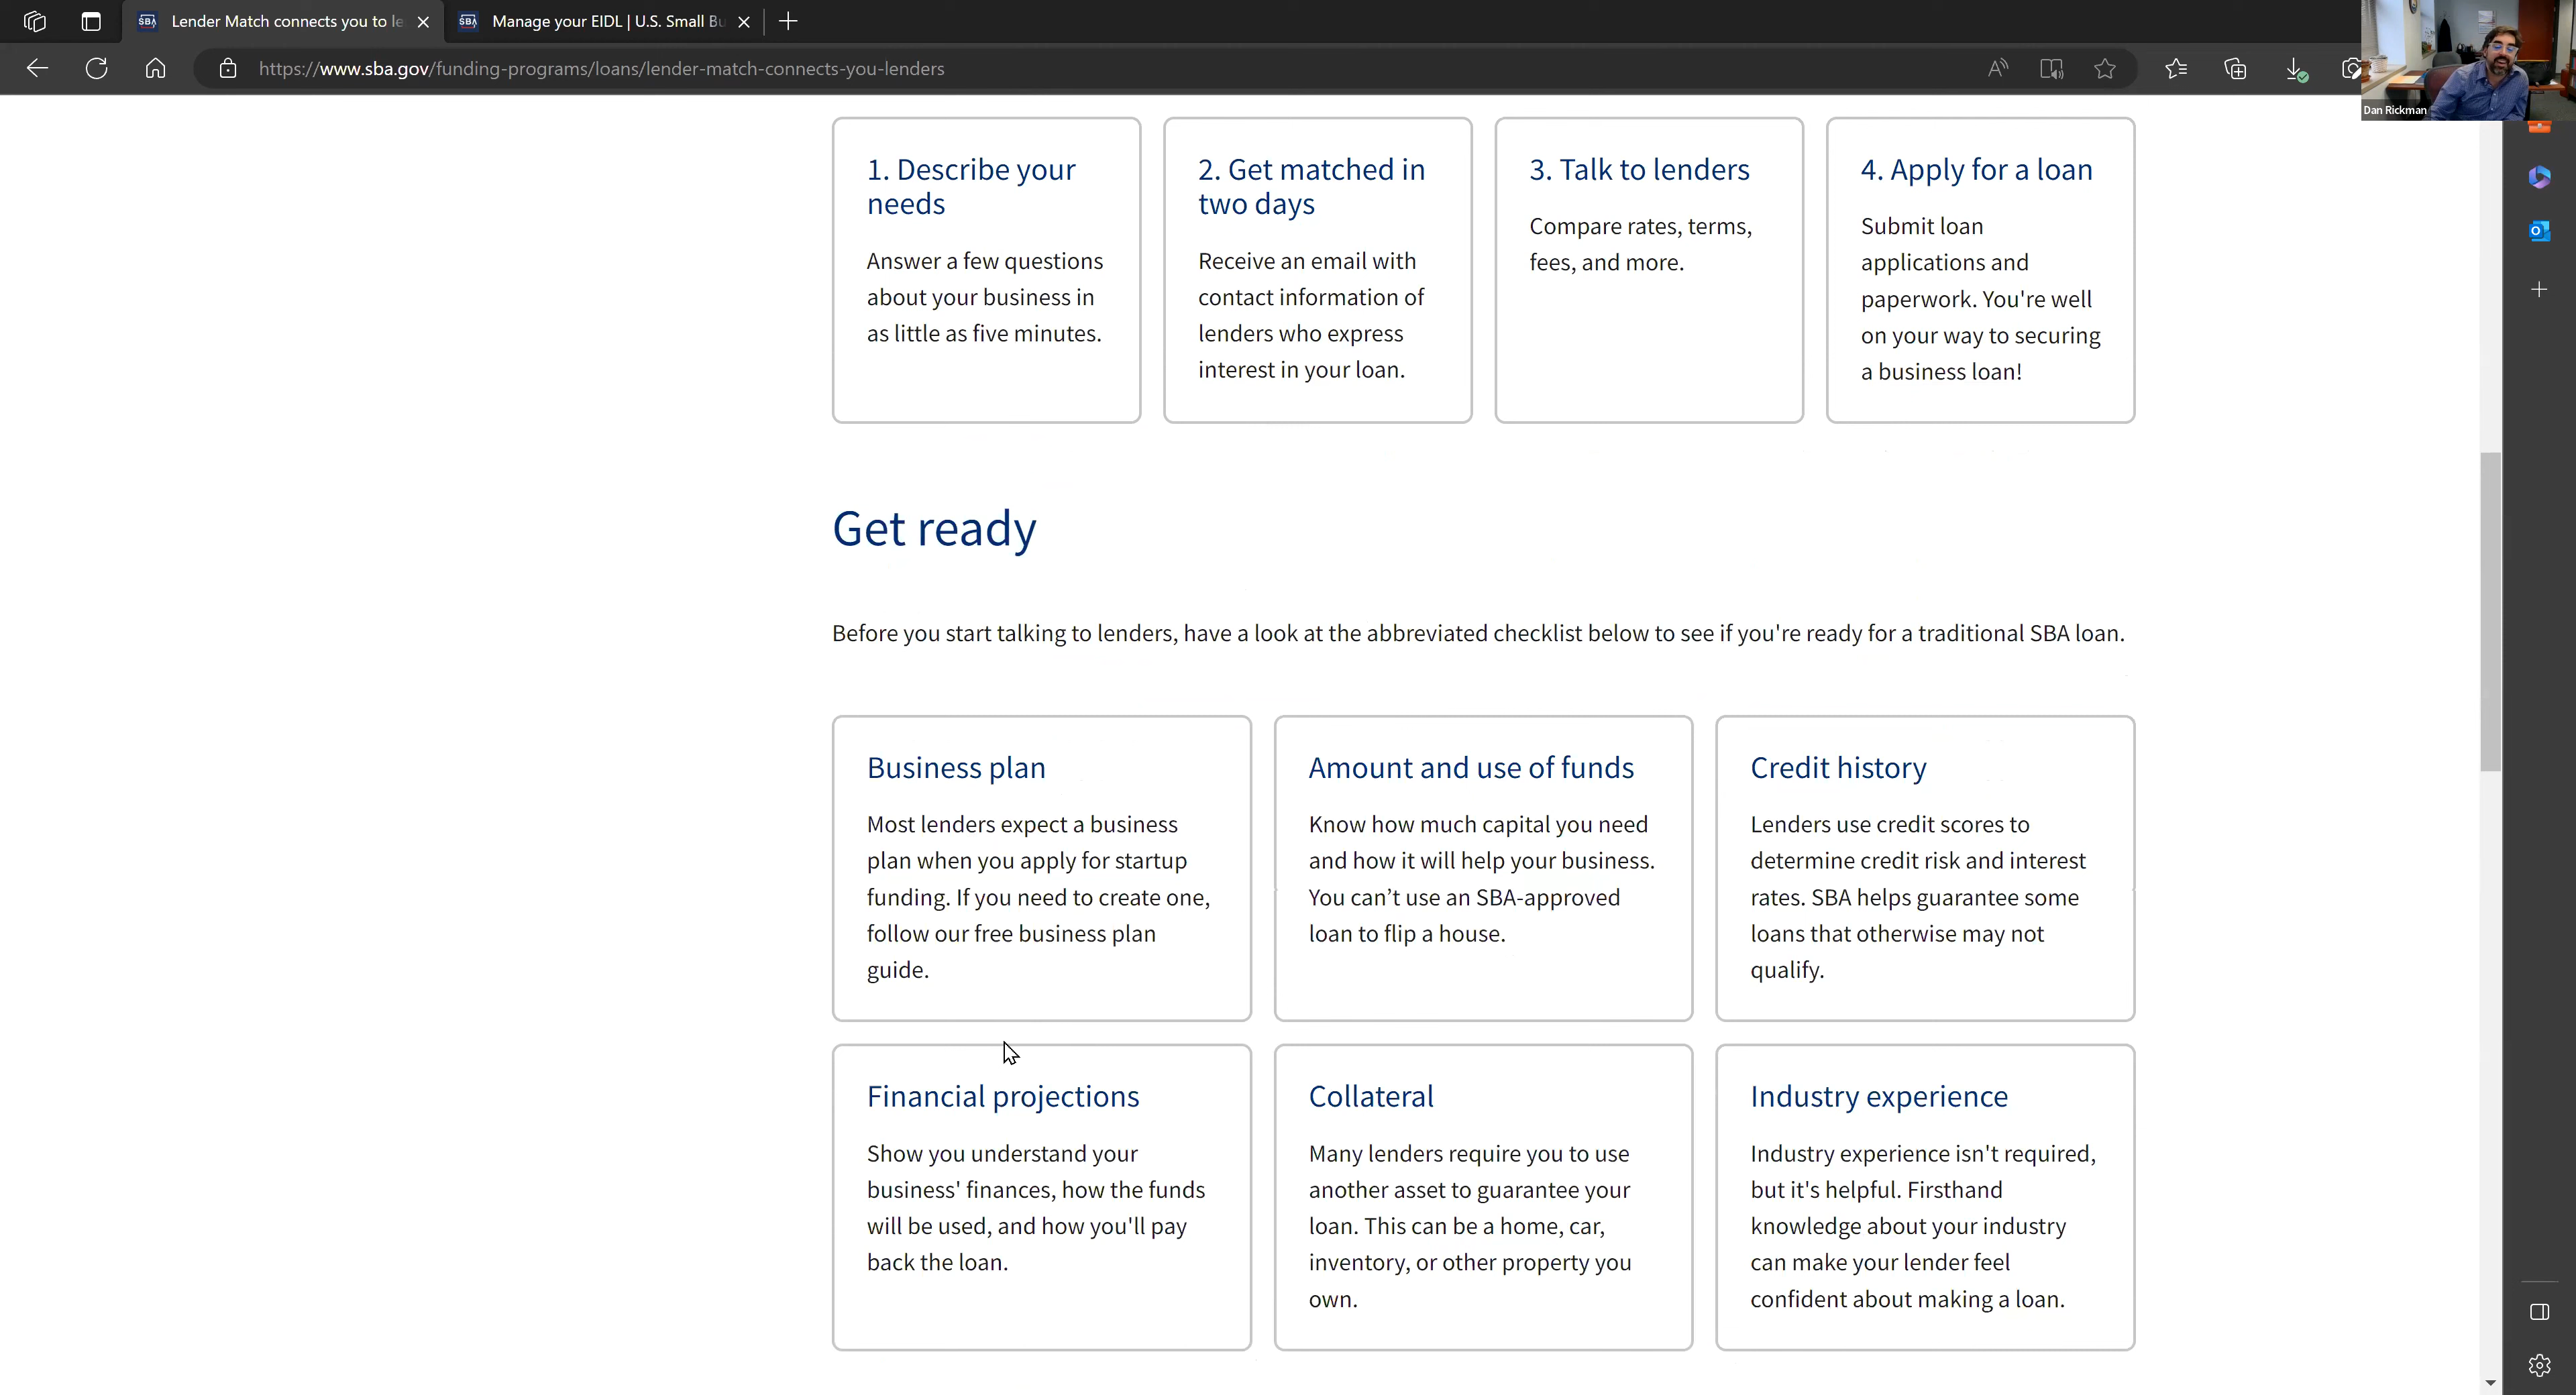 Lender Match connects you to le
Manage your EIDL | U.S. Small Bu
https://www.sba.gov/funding-programs/loans/lender-match-connects-you-lenders
Dan Rickman
1. Describe your
needs
Answer a few questions
about your business in
as little as five minutes.
2. Get matched in
two days
Receive an email with
contact information of
lenders who express
interest in your loan.
3. Talk to lenders
Compare rates, terms,
fees, and more.
4. Apply for a loan
Submit loan
applications and
paperwork. You're well
on your way to securing
a business loan!
Get ready
Before you start talking to lenders, have a look at the abbreviated checklist below to see if you're ready for a traditional SBA loan.
Business plan
Most lenders expect a business
plan when you apply for startup
funding. If you need to create one,
follow our free business plan
guide.
Amount and use of funds
Know how much capital you need
and how it will help your business.
You can’t use an SBA-approved
loan to flip a house.
Credit history
Lenders use credit scores to
determine credit risk and interest
rates. SBA helps guarantee some
loans that otherwise may not
qualify.
Financial projections
Show you understand your
business' finances, how the funds
will be used, and how you'll pay
back the loan.
Collateral
Many lenders require you to use
another asset to guarantee your
loan. This can be a home, car,
inventory, or other property you
own.
Industry experience
Industry experience isn't required,
but it's helpful. Firsthand
knowledge about your industry
can make your lender feel
confident about making a loan.